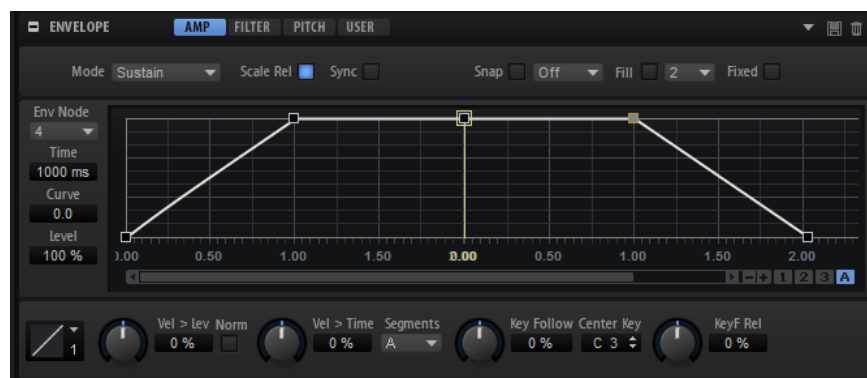 ENVELOPE AMP FILTER PITCH USER
Mode Sustain Scale Rel Sync Snap Off Fill 2 Fixed
Env Node
4
Time
1000 ms
Curve
0.0
Level
100 %
0.50 1.00 1.50 0.50 1.00 1.50 2.00
1 2 3 A
Vel > Lev Norm Vel > Time Segments Key Follow Center Key KeyF Rel
1 0 % 0 % A 0 % C 3 0 %